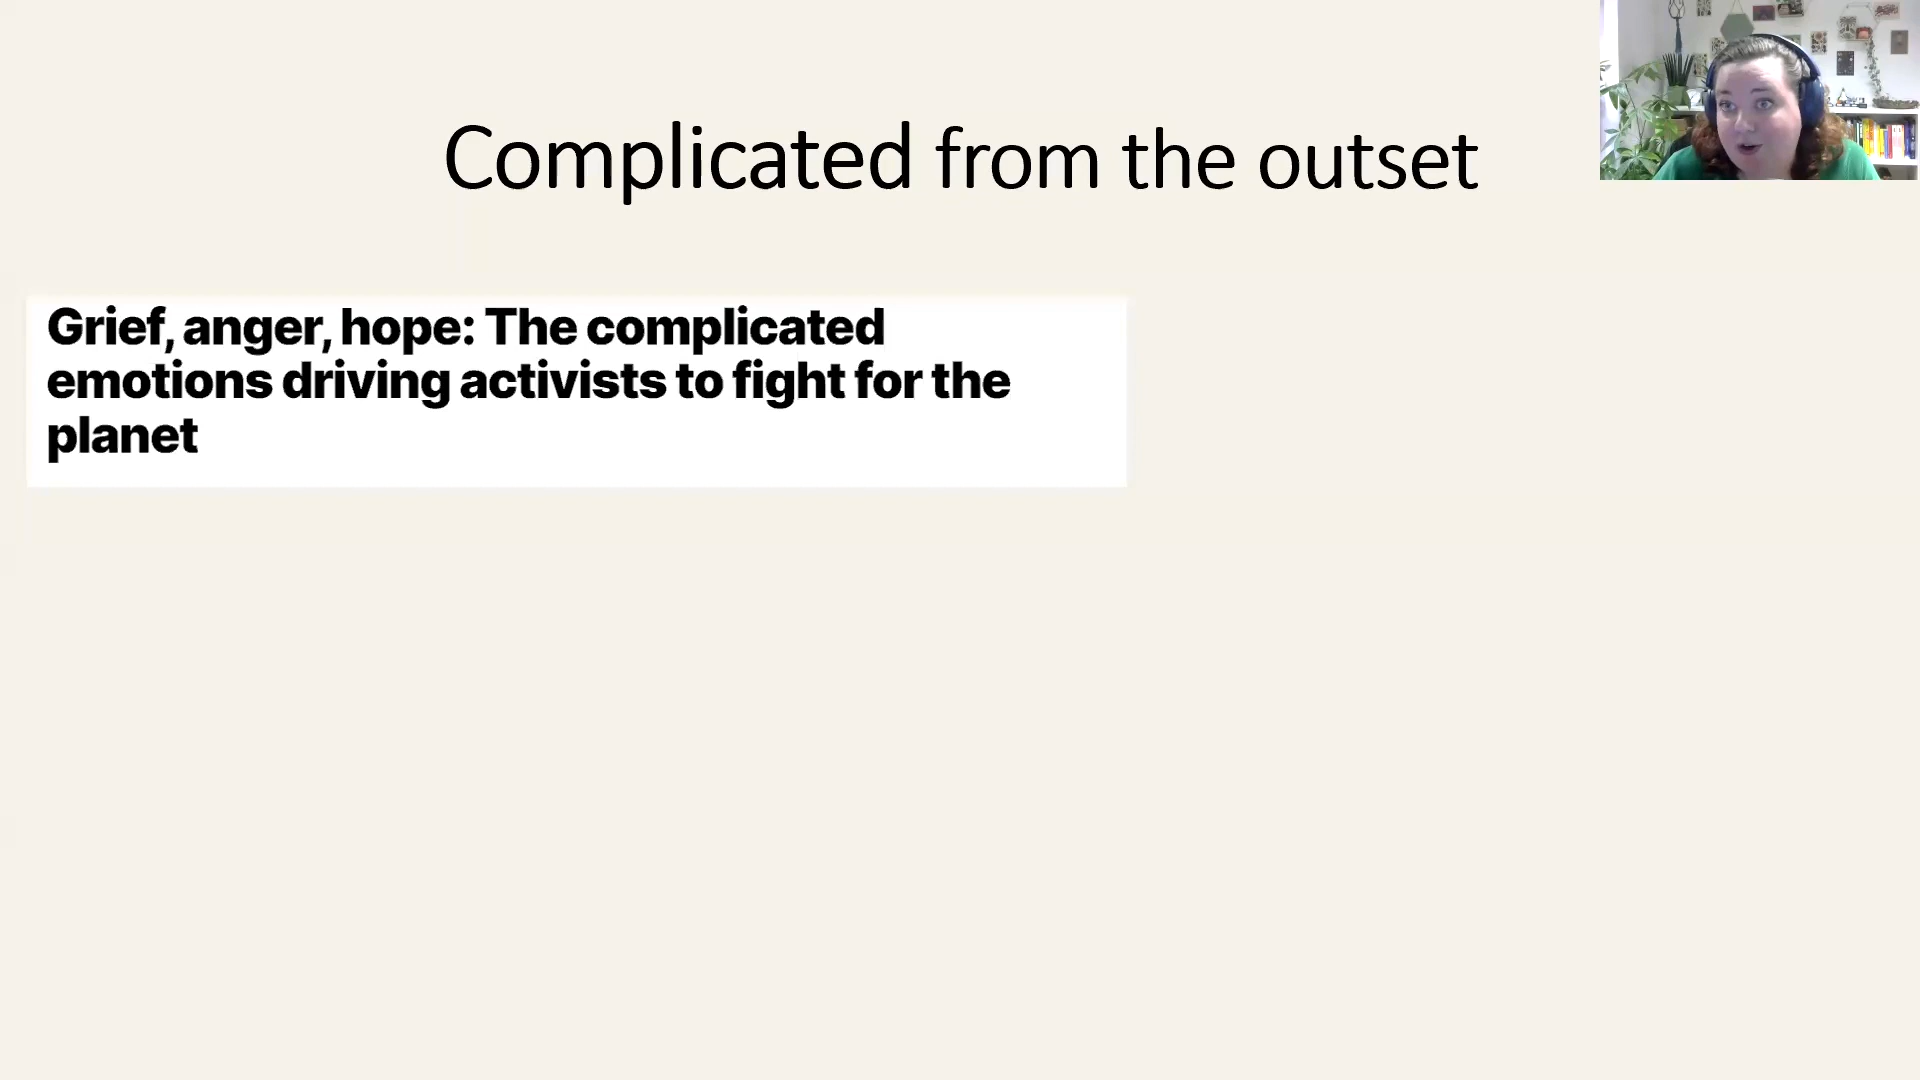 Complicated from the outset
Grief, anger, hope: The complicated
emotions driving activists to fight for the
planet